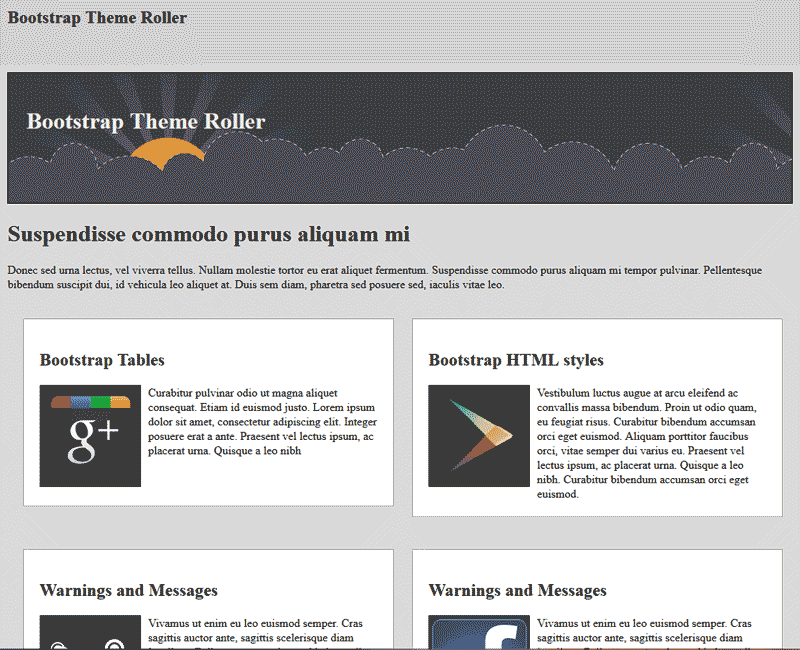 Bootstrap Theme Roller
Bootstrap Theme Roller
Suspendisse commodo purus aliquam mi
Donec sed urna lectus, vel viverra tellus. Nullam molestie tortor eu erat aliquet fermentum. Suspendisse commodo purus aliquam mi tempor pulvinar. Pellentesque
bibendum suscipit dui, id vehicula leo aliquet at. Duis sem diam, pharetra sed posuere sed, iaculis vitae leo.
Bootstrap Tables
g+
Curabitur pulvinar odio ut magna aliquet
consequat. Etiam id euismod justo. Lorem ipsum
dolor sit amet, consectetur adipiscing elit. Integer
posuere erat a ante. Praesent vel lectus ipsum, ac
placerat urna. Quisque a leo nibh
Bootstrap HTML styles
Vestibulum luctus augue at arcu eleifend ac
convallis massa bibendum. Proin ut odio quam,
eu feugiat risus. Curabitur bibendum accumsan
orci eget euismod. Aliquam porttitor faucibus
orci, vitae semper dui varius eu. Praesent vel
lectus ipsum, ac placerat urna. Quisque a leo
nibh. Curabitur bibendum accumsan orci eget
euismod.
Warnings and Messages
Vivamus ut enim eu leo euismod semper. Cras
sagittis auctor ante, sagittis scelerisque diam
Warnings and Messages
Vivamus ut enim eu leo euismod semper. Cras
sagittis auctor ante, sagittis scelerisque diam